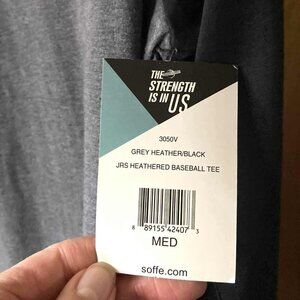 THE
STRENGTH
IS IN US
3050V
GREY HEATHER/BLACK
JRS HEATHERED BASEBALL TEE
8 89155 42407 3
MED
soffe.com